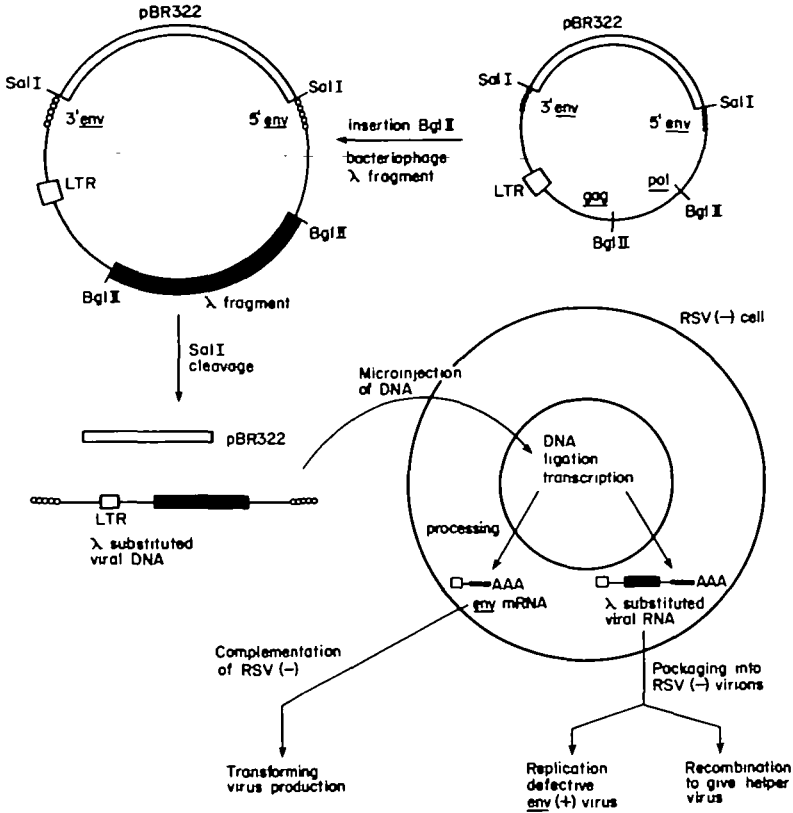 pBR322
Sal I
Sal I
3' env
5' env
LTR
Bgl II
Bgl II
λ fragment
insertion Bgl II
bacteriophage
λ fragment
pBR322
Sal I
Sal I
3' env
5' env
LTR
gag
pol
Bgl II
Bgl II
Sal I
cleavage
pBR322
LTR
λ substituted
viral DNA
Microinjection
of DNA
RSV (-) cell
DNA
ligation
transcription
processing
AAA
env mRNA
AAA
λ substituted
viral RNA
Complementation
of RSV (-)
Packaging into
RSV (-) virions
Transforming
virus production
Replication
defective
env (+) virus
Recombination
to give helper
virus